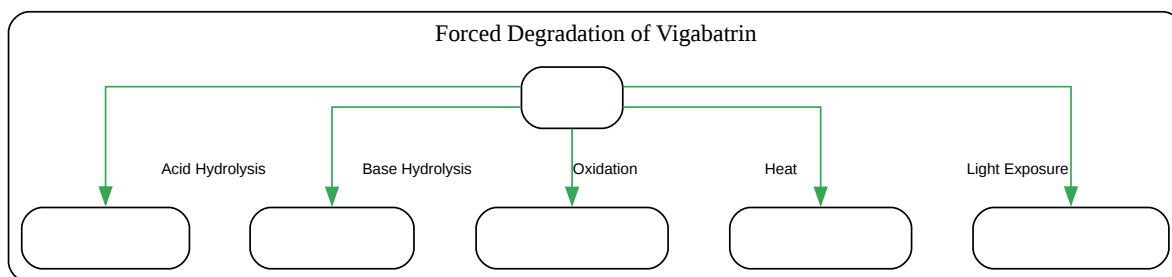 Forced Degradation of Vigabatrin
Acid Hydrolysis
Base Hydrolysis
Oxidation
Heat
Light Exposure